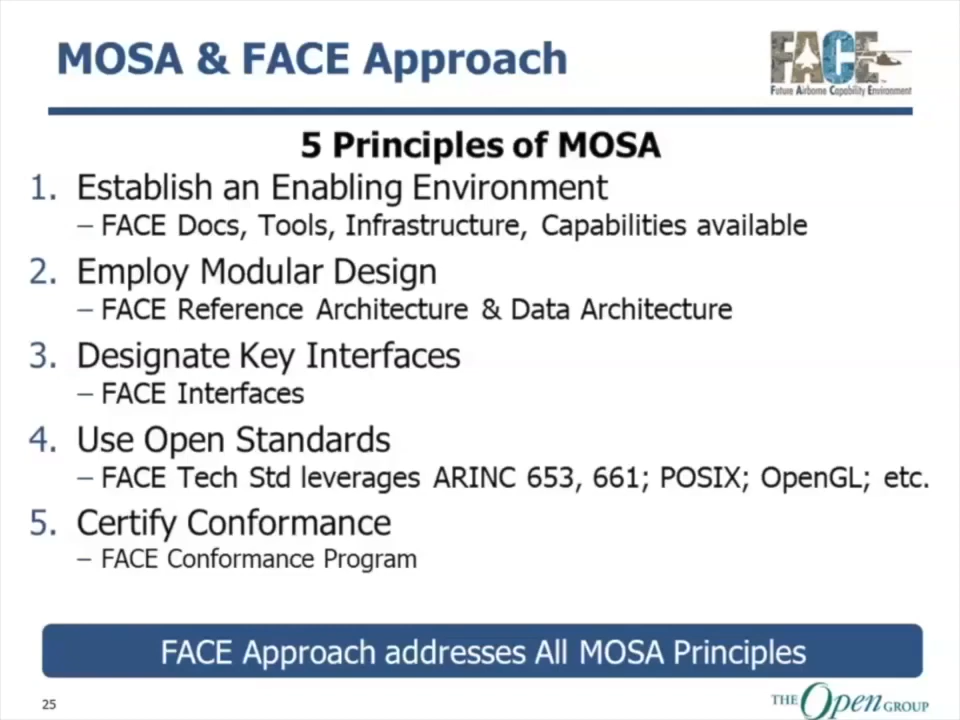 MOSA & FACE Approach
FACE
Future Airborne Capability Environment
5 Principles of MOSA
1. Establish an Enabling Environment
– FACE Docs, Tools, Infrastructure, Capabilities available
2. Employ Modular Design
– FACE Reference Architecture & Data Architecture
3. Designate Key Interfaces
– FACE Interfaces
4. Use Open Standards
– FACE Tech Std leverages ARINC 653, 661; POSIX; OpenGL; etc.
5. Certify Conformance
– FACE Conformance Program
FACE Approach addresses All MOSA Principles
25
THE Open GROUP